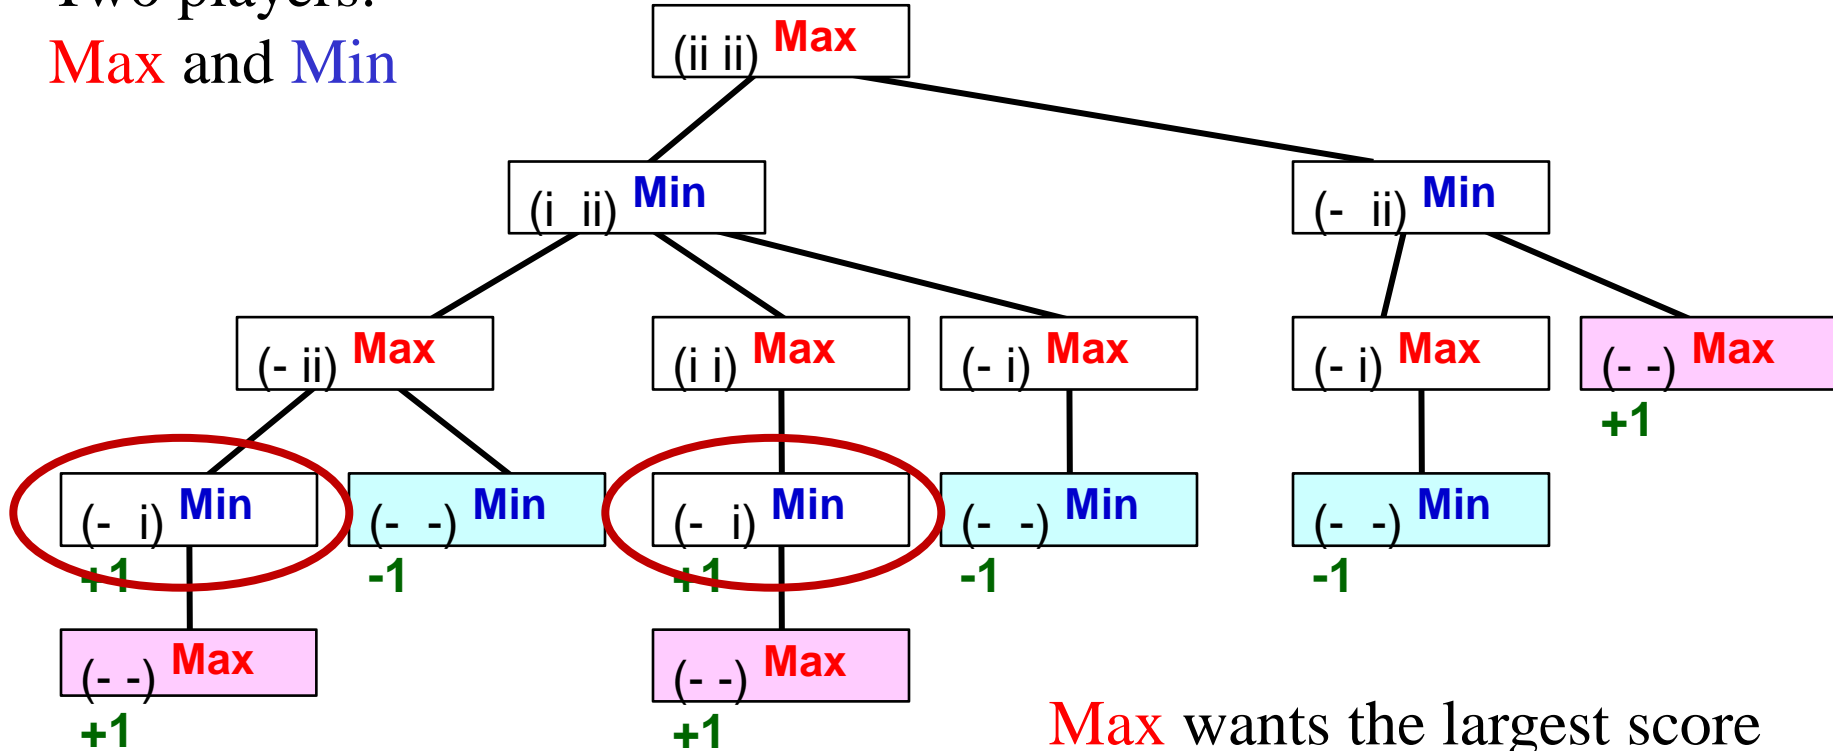 Two players:
Max and Min
(ii ii) Max
(i ii) Min
(- ii) Min
(- ii) Max
(i i) Max
(- i) Max
(- i) Max
(- -) Max
+1
(- i) Min
(- -) Min
(- i) Min
(- -) Min
(- -) Min
+1
-1
+1
-1
-1
(- -) Max
(- -) Max
+1
+1
Max wants the largest score